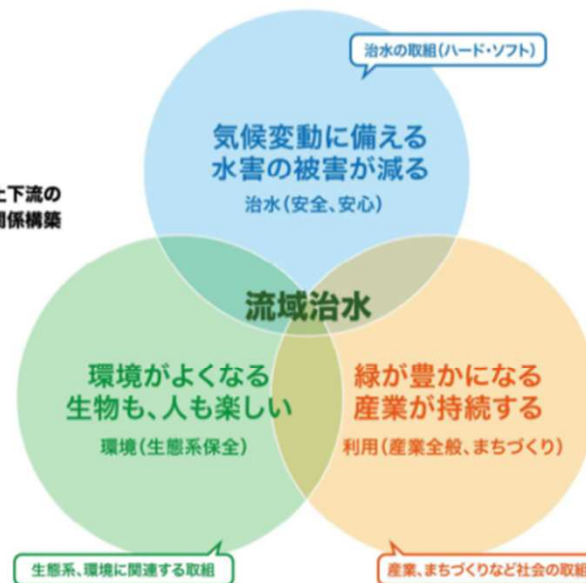 治水の取組(ハード・ソフト)
気候変動に備える
水害の被害が減る
治水(安全、安心)
上下流の
関係構築
流域治水
環境がよくなる
生物も、人も楽しい
環境(生態系保全)
緑が豊かになる
産業が持続する
利用(産業全般、まちづくり)
生態系、環境に関連する取組
産業、まちづくりなど社会の取組